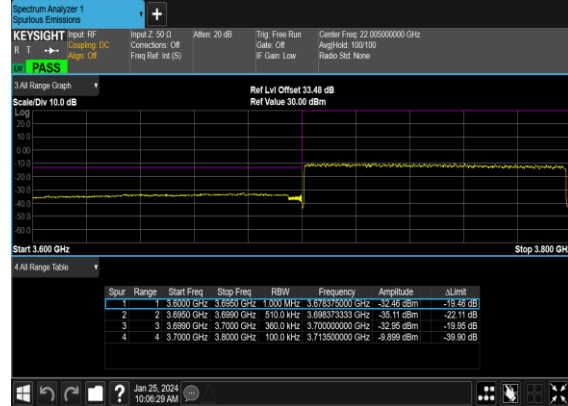 Spectrum Analyzer 1
Spurious Emissions
+
KEYSIGHT Input: RF Input Z: 50 Ω Atten: 20 dB Trig: Free Run Center Freq: 22.005000000 GHz
R T Coupling: DC Corrections: Off Gate: Off Avg|Hold: 100/100
Align: Off Freq Ref: Int (S) IF Gain: Low Radio Std: None
PASS
3 All Range Graph
Ref Lvl Offset 33.48 dB
Scale/Div 10.0 dB Ref Value 30.00 dBm
Log
20.0
10.0
0.00
-10.0
-20.0
-30.0
-40.0
-50.0
-60.0
Start 3.600 GHz Stop 3.800 GH
4 All Range Table
Spur Range Start Freq Stop Freq RBW Frequency Amplitude ΔLimit
1 1 3.6000 GHz 3.6950 GHz 1.000 MHz 3.678375000 GHz -32.46 dBm -19.46 dB
2 2 3.6950 GHz 3.6990 GHz 510.0 kHz 3.698373333 GHz -35.11 dBm -22.11 dB
3 3 3.6990 GHz 3.7000 GHz 360.0 kHz 3.700000000 GHz -32.95 dBm -19.95 dB
4 4 3.7000 GHz 3.8000 GHz 100.0 kHz 3.713500000 GHz -9.899 dBm -39.90 dB
? Jan 25, 2024
10:06:29 AM